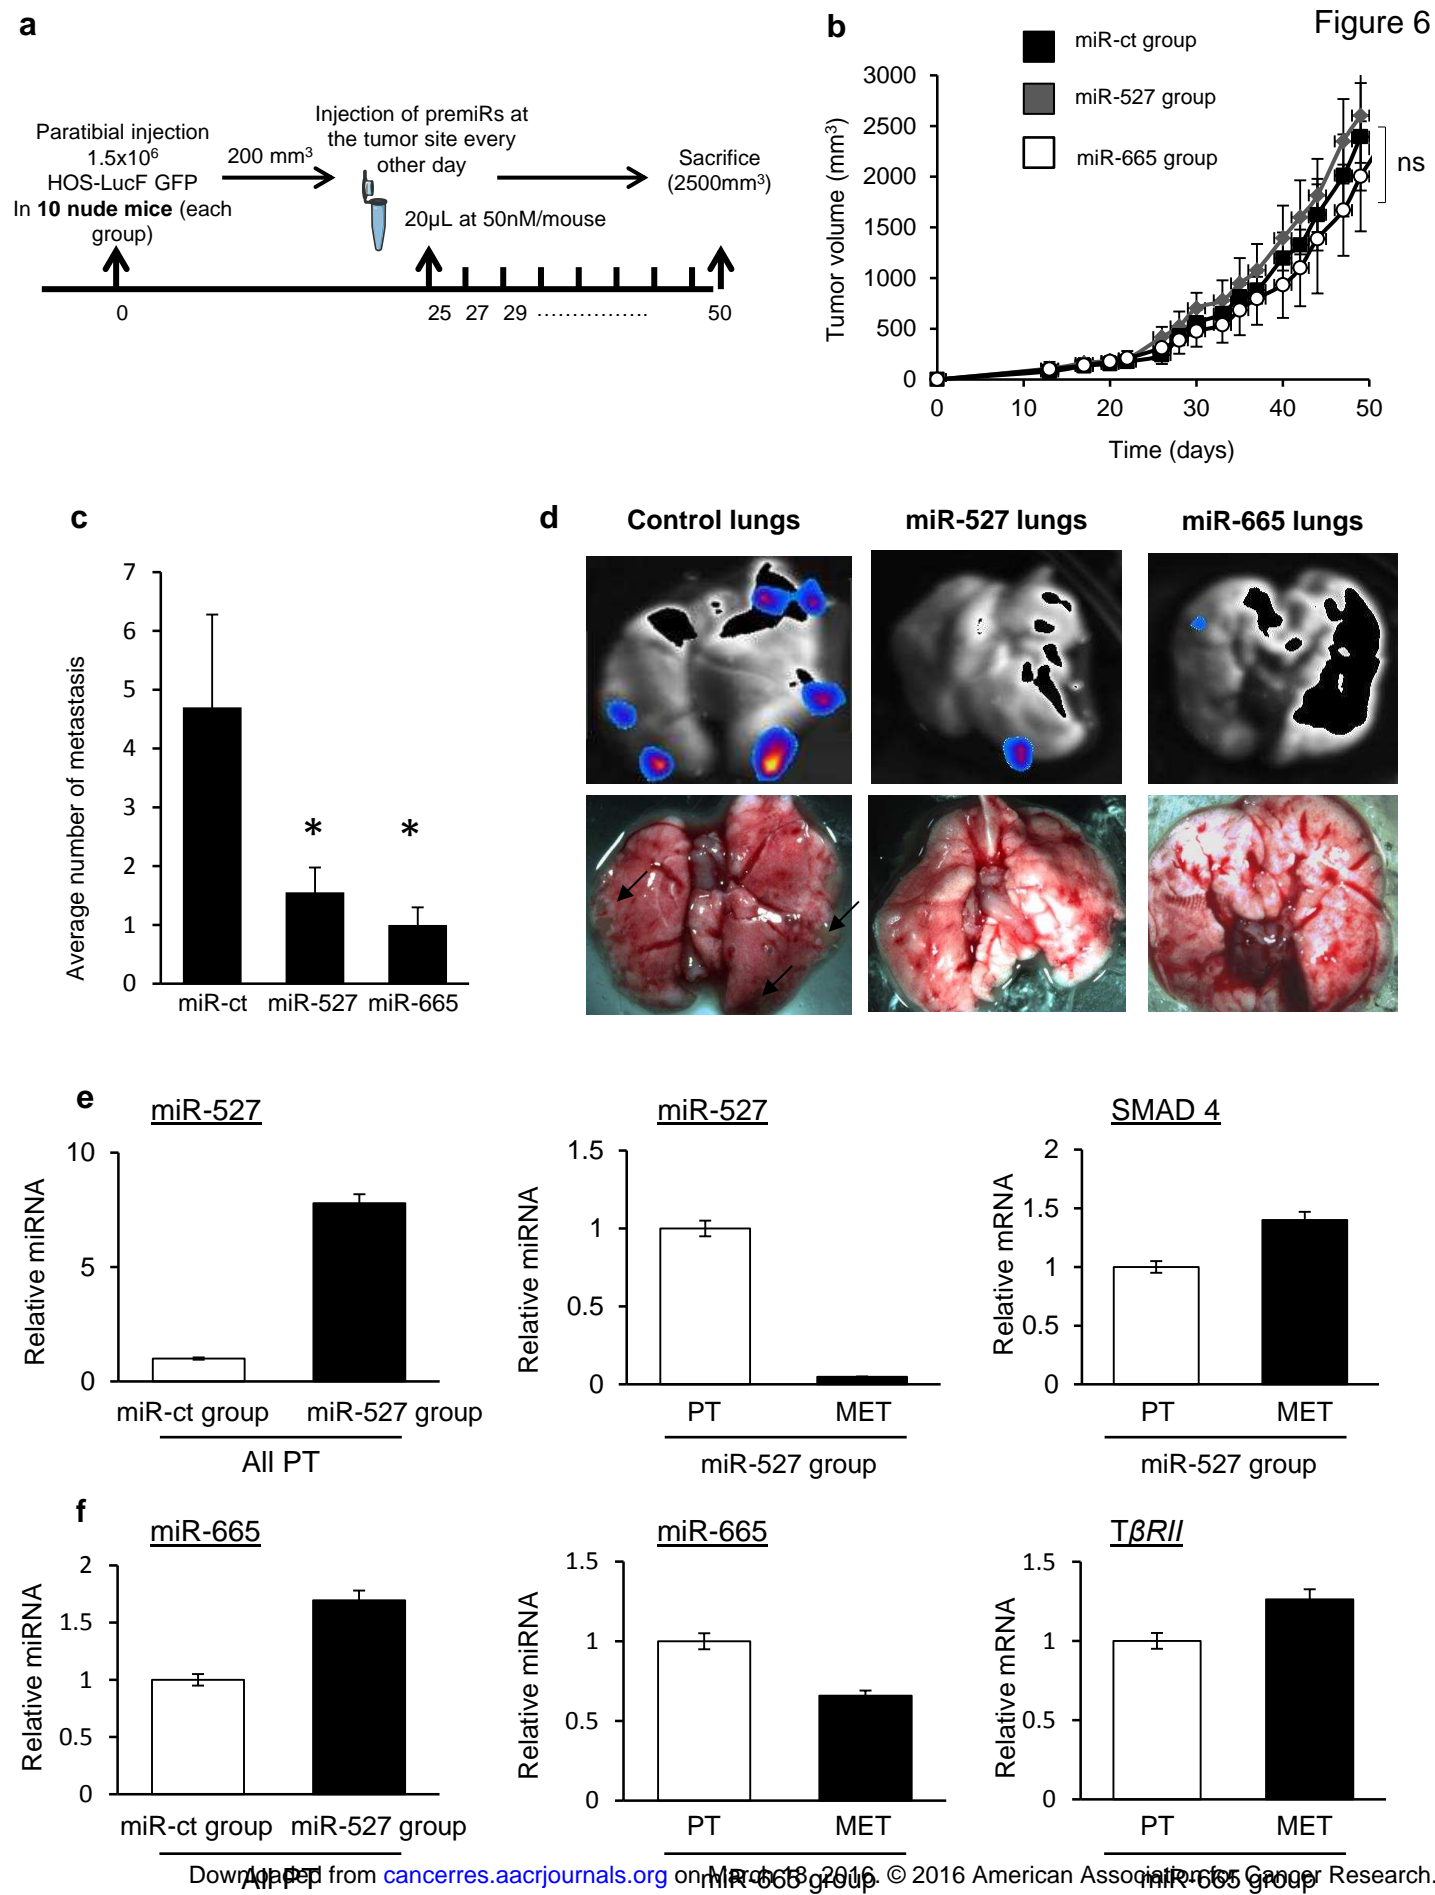 Figure 6
a
Paratibial injection
1.5x10⁶
HOS-LucF GFP
In 10 nude mice (each
group)
200 mm³
Injection of premiRs at
the tumor site every
other day
20µL at 50nM/mouse
Sacrifice
(2500mm³)
0
25 27 29 ................ 50
b
miR-ct group
miR-527 group
miR-665 group
Tumor volume (mm³)
3000
2500
2000
1500
1000
500
0
ns
0 10 20 30 40 50
Time (days)
c
Average number of metastasis
7
6
5
4
3
2
1
0
* *
miR-ct miR-527 miR-665
d
Control lungs miR-527 lungs miR-665 lungs
e
miR-527
Relative miRNA
10
5
0
miR-ct group miR-527 group
All PT
miR-527
Relative miRNA
1.5
1
0.5
0
PT MET
miR-527 group
SMAD 4
Relative mRNA
2
1.5
1
0.5
0
PT MET
miR-527 group
f
miR-665
Relative miRNA
2
1.5
1
0.5
0
miR-ct group miR-527 group
All PT
miR-665
Relative miRNA
1.5
1
0.5
0
PT MET
miR-665 group
TβRII
Relative mRNA
1.5
1
0.5
0
PT MET
miR-665 group
Downloaded from cancerres.aacrjournals.org on March 18, 2016. © 2016 American Association for Cancer Research.